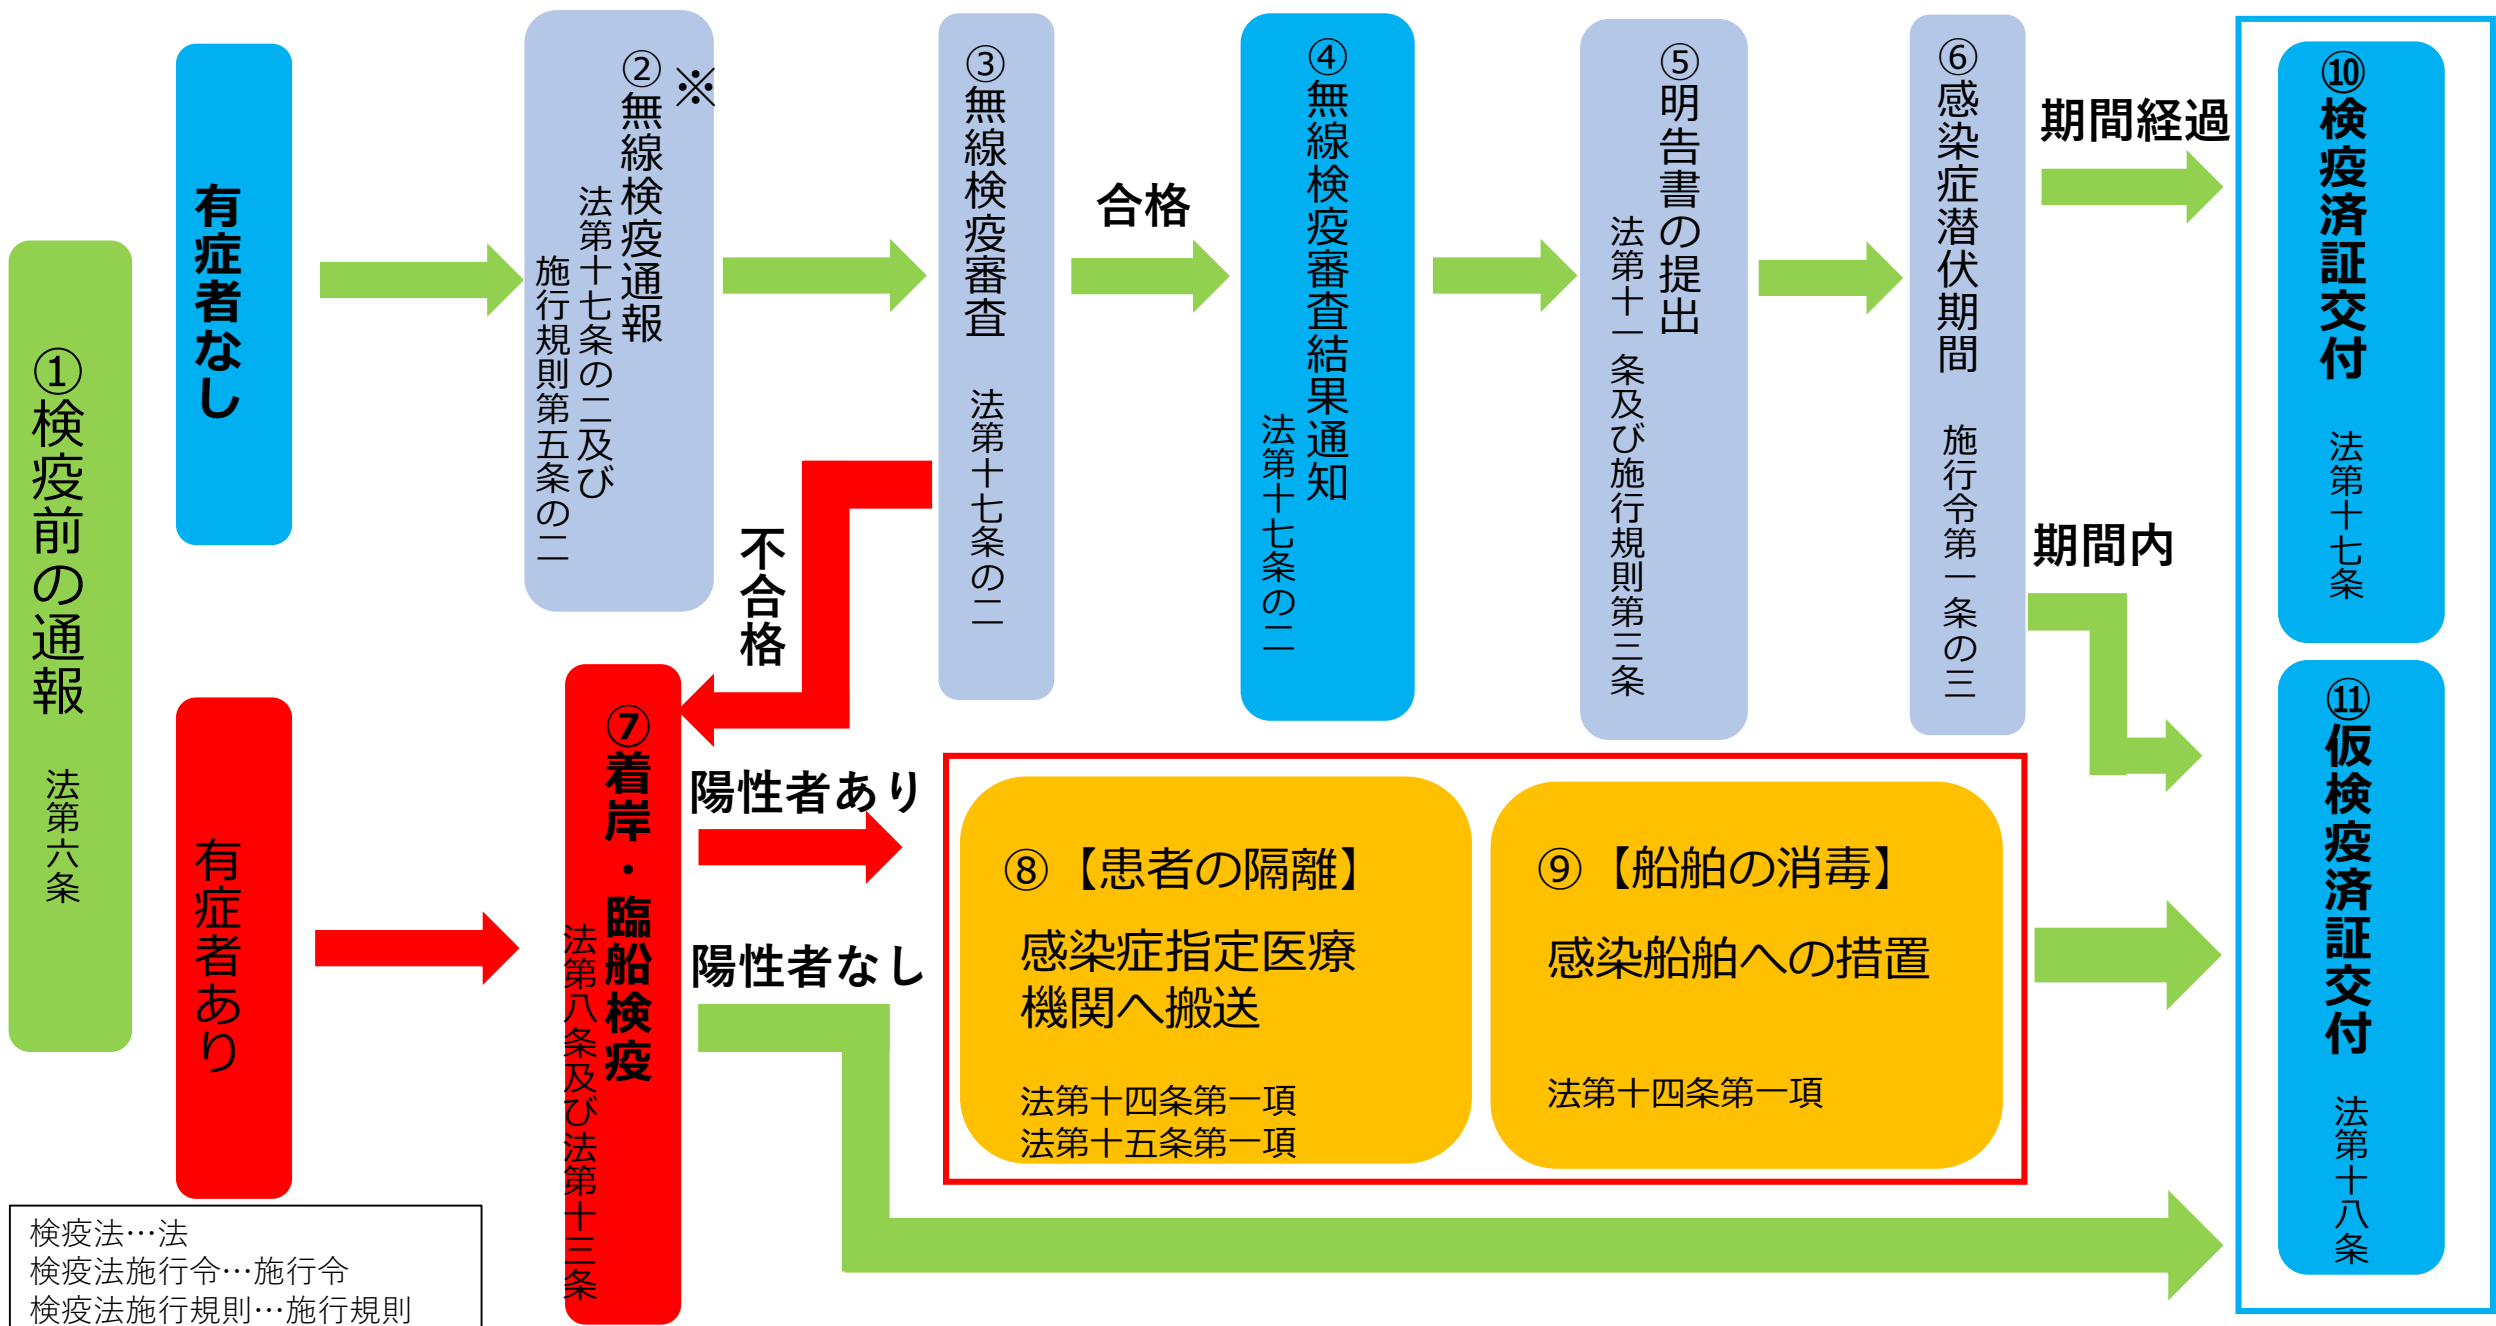 ①検疫前の通報　法第六条
有症者なし
有症者あり
※
②無線検疫通報
法第十七条の二及び
施行規則第五条の二
③無線検疫審査　法第十七条の二
合格
不合格
④無線検疫審査結果通知
法第十七条の二
⑤明告書の提出
法第十一条及び施行規則第三条
⑥感染症潜伏期間　施行令第一条の三
期間経過
期間内
⑦着岸・臨船検疫
法第八条及び法第十三条
陽性者あり
陽性者なし
⑧【患者の隔離】
感染症指定医療
機関へ搬送
法第十四条第一項
法第十五条第一項
⑨【船舶の消毒】
感染船舶への措置
法第十四条第一項
⑩検疫済証交付　法第十七条
⑪仮検疫済証交付　法第十八条
検疫法…法
検疫法施行令…施行令
検疫法施行規則…施行規則